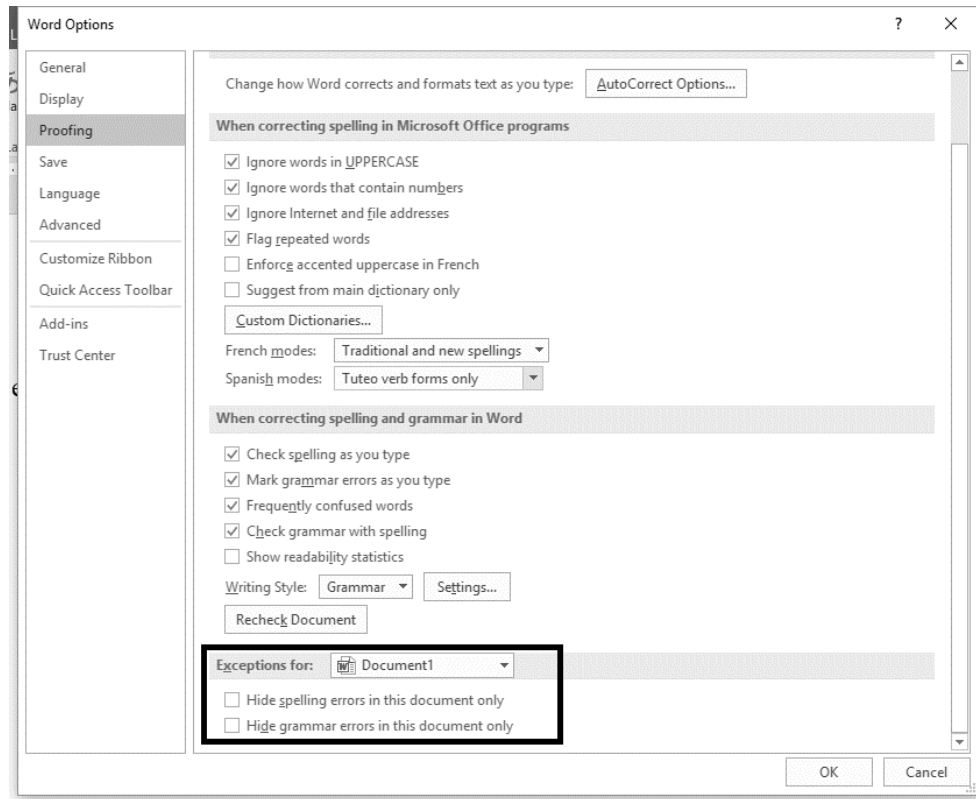 Word Options
?
General
Display
Proofing
Save
Language
Advanced
Customize Ribbon
Quick Access Toolbar
Add-ins
Trust Center
Change how Word corrects and formats text as you type: AutoCorrect Options...
When correcting spelling in Microsoft Office programs
Ignore words in UPPERCASE
Ignore words that contain numbers
Ignore Internet and file addresses
Flag repeated words
Enforce accented uppercase in French
Suggest from main dictionary only
Custom Dictionaries...
French modes: Traditional and new spellings
Spanish modes: Tuteo verb forms only
When correcting spelling and grammar in Word
Check spelling as you type
Mark grammar errors as you type
Frequently confused words
Check grammar with spelling
Show readability statistics
Writing Style: Grammar Settings...
Recheck Document
Exceptions for: Document1
Hide spelling errors in this document only
Hide grammar errors in this document only
OK Cancel